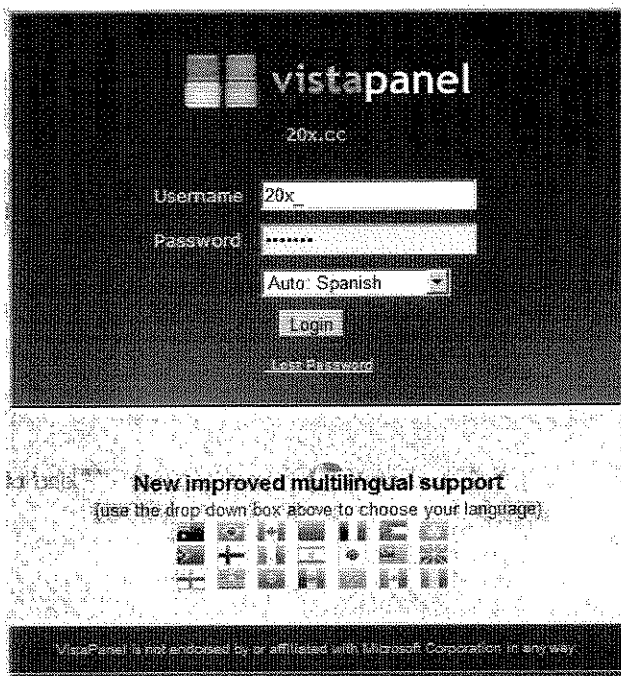 vistapanel
20x.cc
Username 20x_
Password •••••••
Auto: Spanish
Login
Lost Password
New improved multilingual support
(use the drop down box above to choose your language)
VistaPanel is not endorsed by or affiliated with Microsoft Corporation in any way.